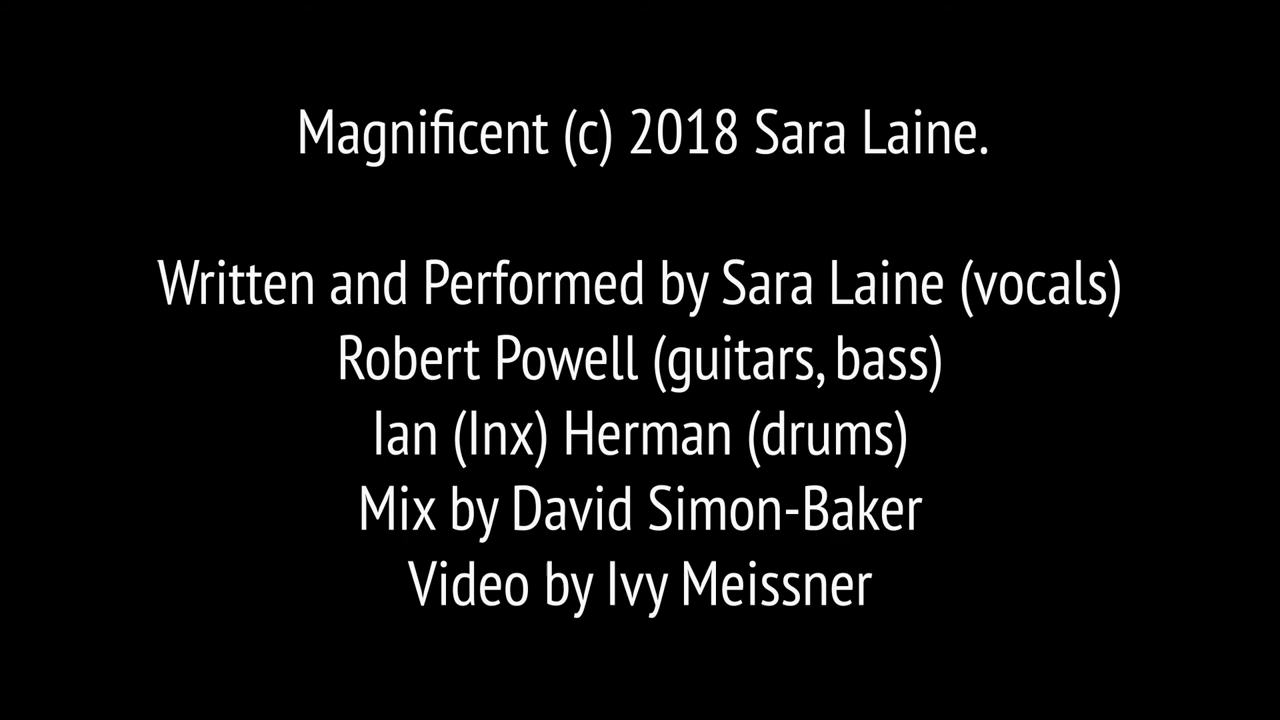 Magnificent (c) 2018 Sara Laine.
Written and Performed by Sara Laine (vocals)
Robert Powell (guitars, bass)
Ian (Inx) Herman (drums)
Mix by David Simon-Baker
Video by Ivy Meissner